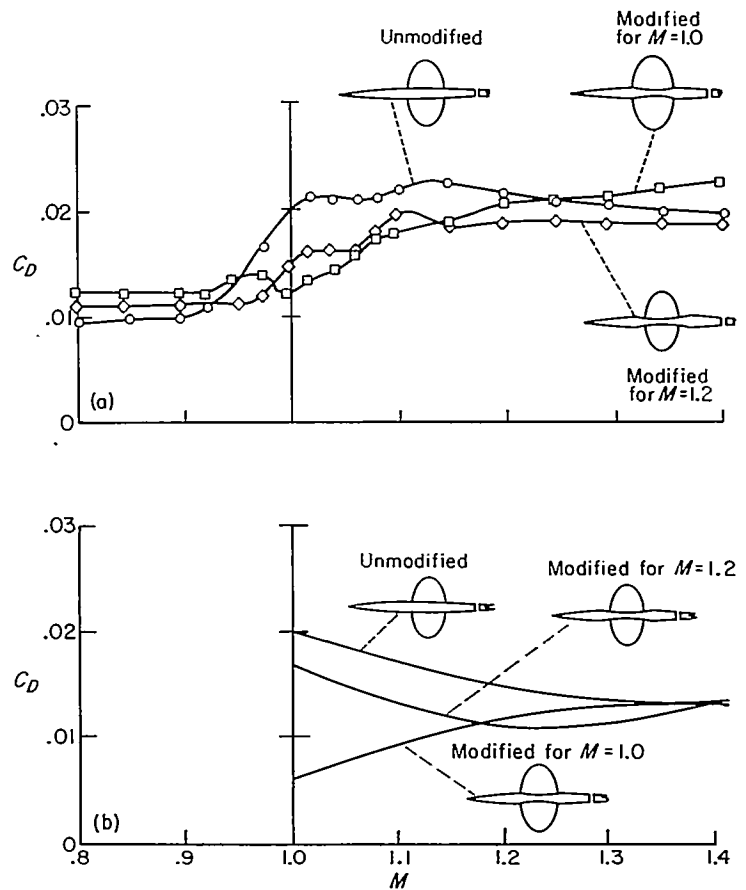 Unmodified
Modified
for M=1.0
.03
.02
C_D
.01
Modified
for M=1.2
(a)
0
.03
Unmodified
Modified for M=1.2
.02
C_D
.01
Modified for M=1.0
(b)
0
.8
.9
1.0
1.1
1.2
1.3
1.4
M